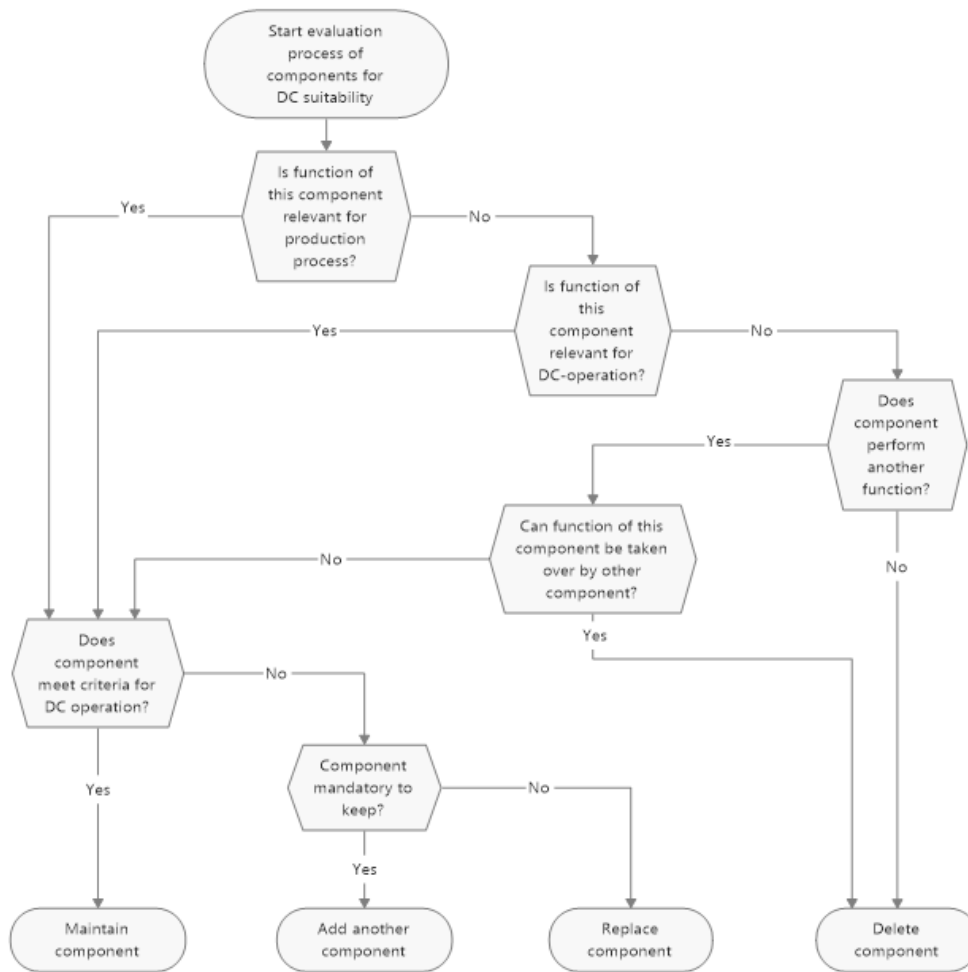 Start evaluation
process of
components for
DC suitability
Is function of
this component
relevant for
production
process?
Yes
No
Is function of
this
component
relevant for
DC-operation?
Yes
No
Does
component
perform
another
function?
Yes
No
Can function of this
component be taken
over by other
component?
No
Yes
Does
component
meet criteria for
DC operation?
No
Yes
Component
mandatory to
keep?
No
Yes
Maintain
component
Add another
component
Replace
component
Delete
component